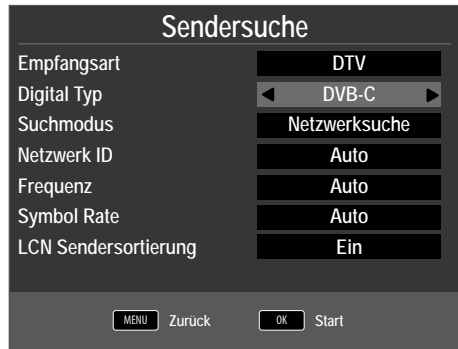 Sendersuche
Empfangsart DTV
Digital Typ DVB-C
Suchmodus Netzwerksuche
Netzwerk ID Auto
Frequenz Auto
Symbol Rate Auto
LCN Sendersortierung Ein
MENU Zurück OK Start